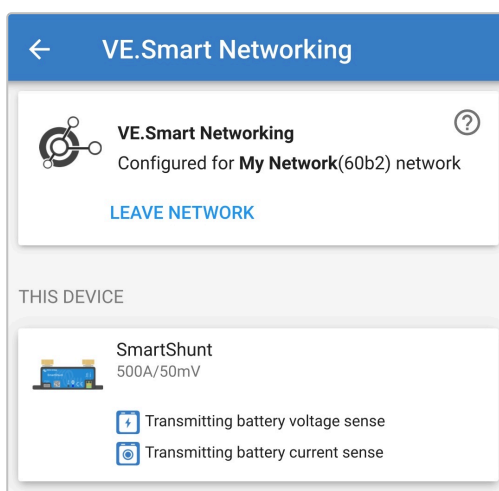 VE.Smart Networking
VE.Smart Networking
Configured for My Network(60b2) network
LEAVE NETWORK
THIS DEVICE
SmartShunt
500A/50mV
Transmitting battery voltage sense
Transmitting battery current sense